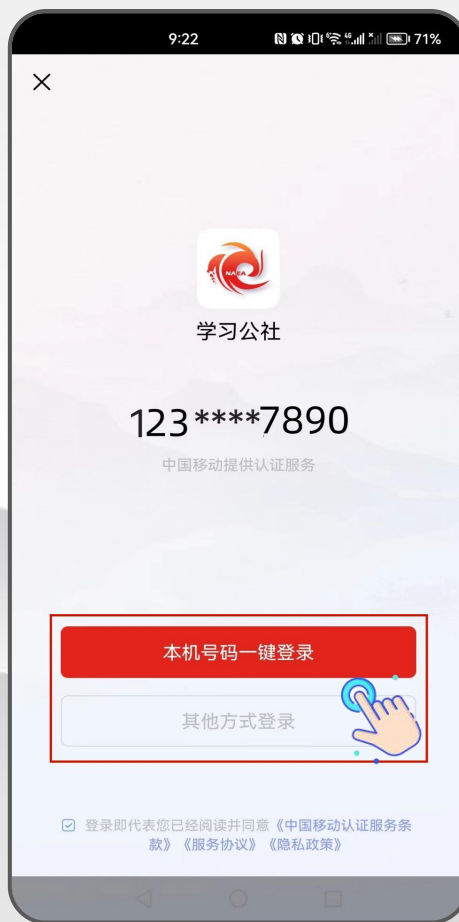 9:22
71%
NAEA
学习公社
123****7890
中国移动提供认证服务
本机号码一键登录
其他方式登录
登录即代表您已经阅读并同意《中国移动认证服务条
款》《服务协议》《隐私政策》